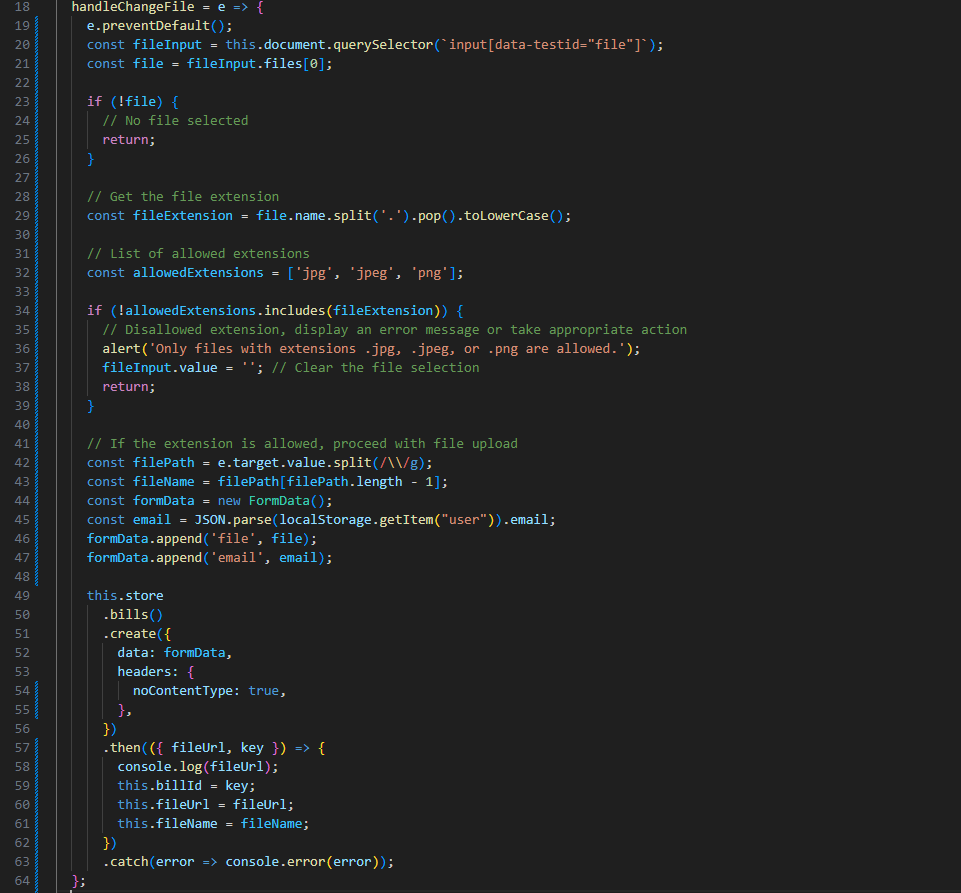 18 handleChangeFile = e => {
19 e.preventDefault();
20 const fileInput = this.document.querySelector(`input[data-testid="file"]`);
21 const file = fileInput.files[0];
22
23 if (!file) {
24 // No file selected
25 return;
26 }
27
28 // Get the file extension
29 const fileExtension = file.name.split('.').pop().toLowerCase();
30
31 // List of allowed extensions
32 const allowedExtensions = ['jpg', 'jpeg', 'png'];
33
34 if (!allowedExtensions.includes(fileExtension)) {
35 // Disallowed extension, display an error message or take appropriate action
36 alert('Only files with extensions .jpg, .jpeg, or .png are allowed.');
37 fileInput.value = ''; // Clear the file selection
38 return;
39 }
40
41 // If the extension is allowed, proceed with file upload
42 const filePath = e.target.value.split(/\\/g);
43 const fileName = filePath[filePath.length - 1];
44 const formData = new FormData();
45 const email = JSON.parse(localStorage.getItem("user")).email;
46 formData.append('file', file);
47 formData.append('email', email);
48
49 this.store
50 .bills()
51 .create({
52 data: formData,
53 headers: {
54 noContentType: true,
55 },
56 })
57 .then(({ fileUrl, key }) => {
58 console.log(fileUrl);
59 this.billId = key;
60 this.fileUrl = fileUrl;
61 this.fileName = fileName;
62 })
63 .catch(error => console.error(error));
64 };